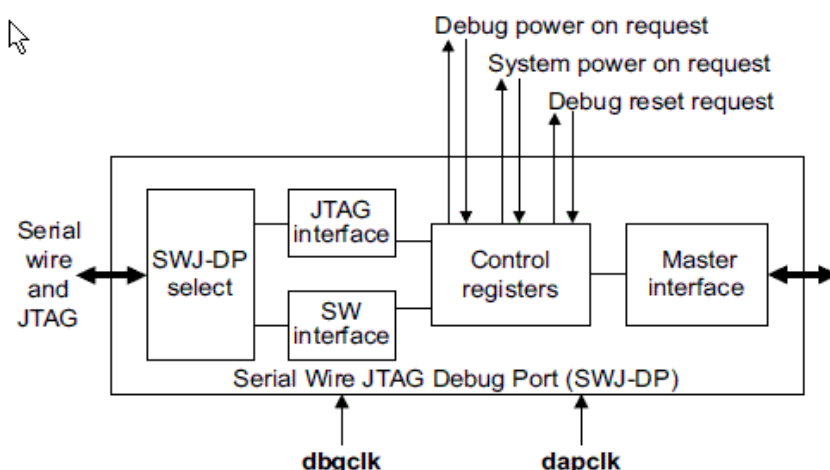 Debug power on request
System power on request
Debug reset request
Serial
wire
and
JTAG
SWJ-DP
select
JTAG
interface
SW
interface
Control
registers
Master
interface
Serial Wire JTAG Debug Port (SWJ-DP)
dbgclk
dapclk